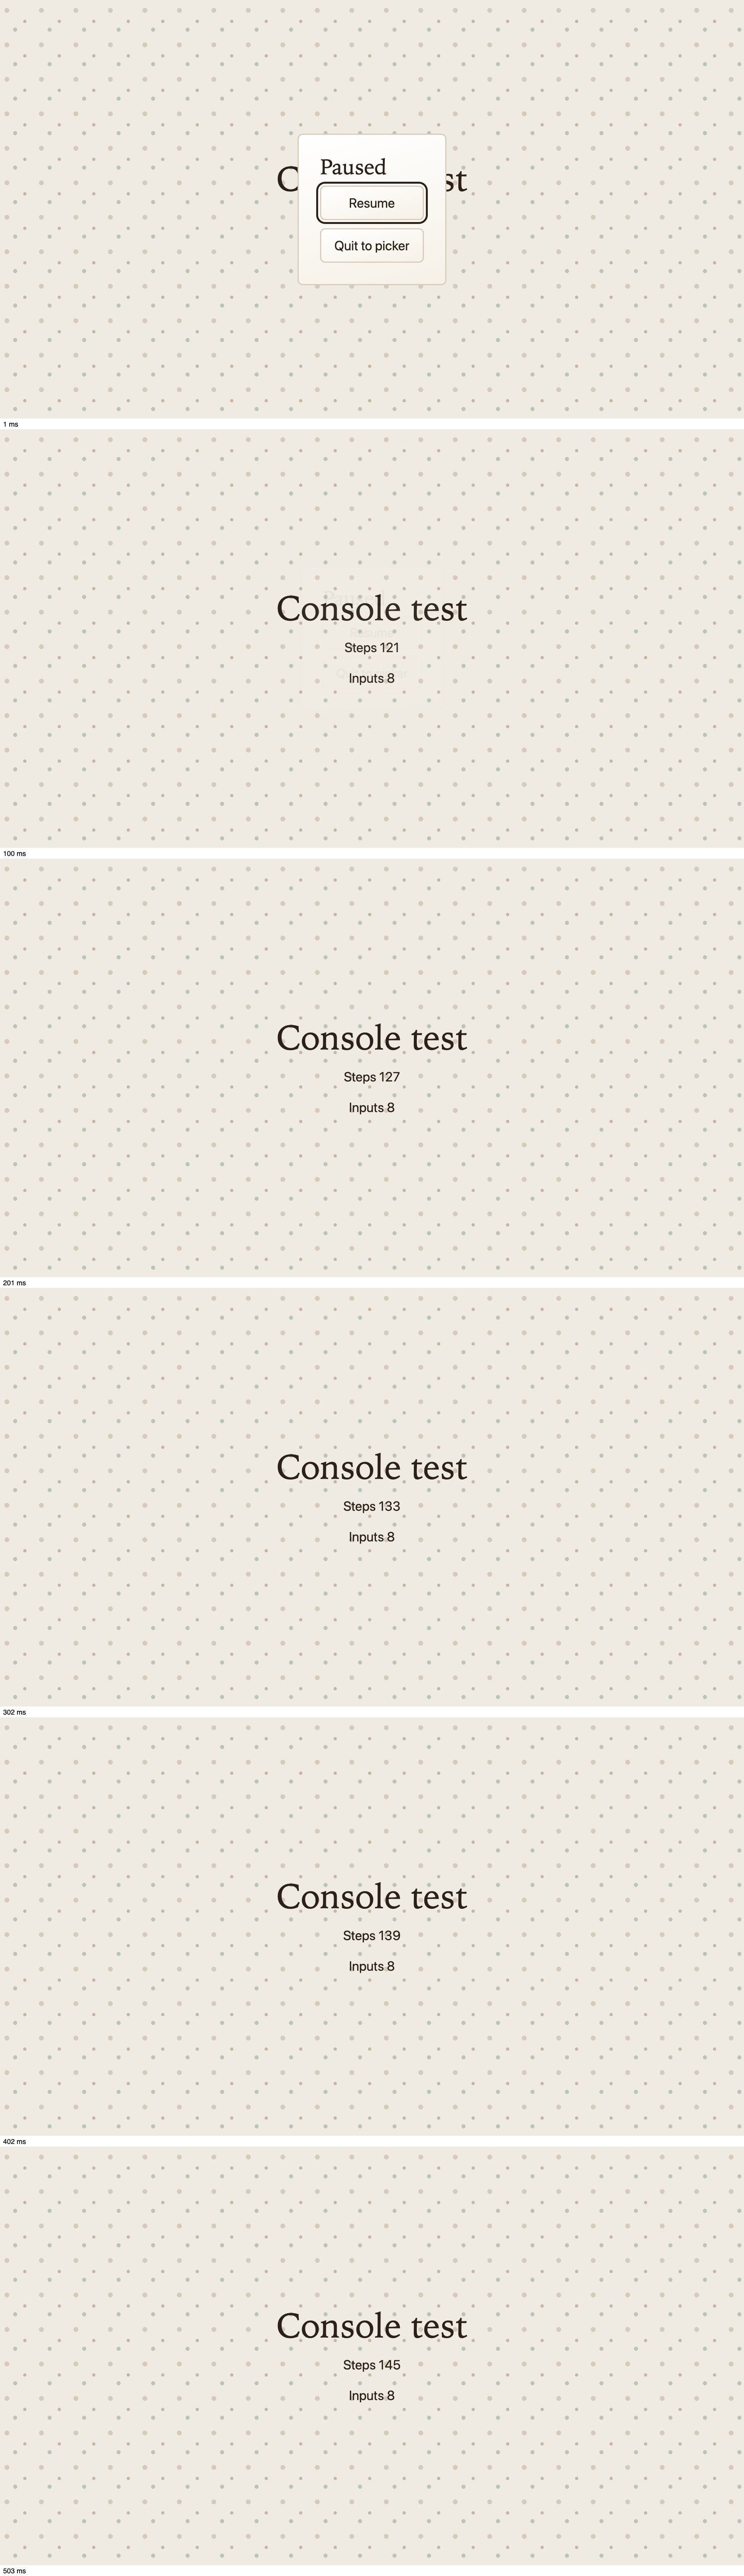 Paused
C st
Resume
Quit to picker
1 ms
Console test
Steps 121
Inputs 8
100 ms
Console test
Steps 127
Inputs 8
201 ms
Console test
Steps 133
Inputs 8
302 ms
Console test
Steps 139
Inputs 8
402 ms
Console test
Steps 145
Inputs 8
503 ms